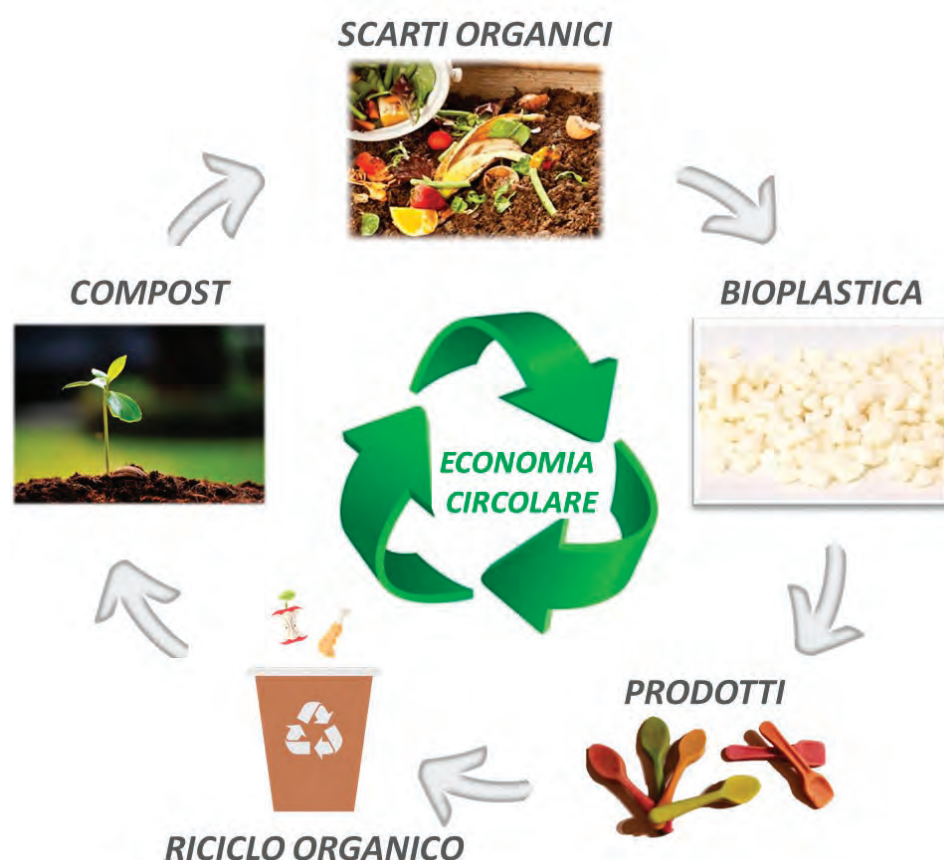 SCARTI ORGANICI
COMPOST
BIOPLASTICA
ECONOMIA
CIRCOLARE
PRODOTTI
RICICLO ORGANICO